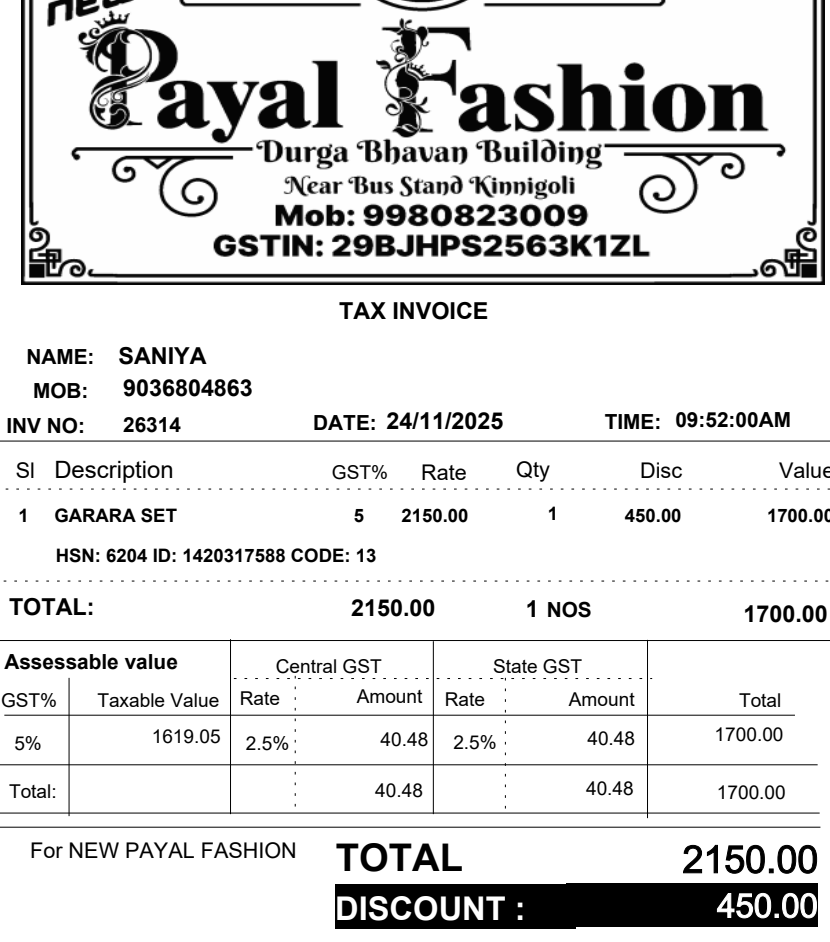 new
Payal Fashion
Durga Bhavan Building
Near Bus Stand Kinnigoli
Mob: 9980823009
GSTIN: 29BJHPS2563K1ZL
TAX INVOICE
NAME: SANIYA
MOB: 9036804863
INV NO: 26314 DATE: 24/11/2025 TIME: 09:52:00AM
Sl Description GST% Rate Qty Disc Value
1 GARARA SET 5 2150.00 1 450.00 1700.00
HSN: 6204 ID: 1420317588 CODE: 13
TOTAL: 2150.00 1 NOS 1700.00
Assessable value Central GST State GST
GST% Taxable Value Rate Amount Rate Amount Total
5% 1619.05 2.5% 40.48 2.5% 40.48 1700.00
Total: 40.48 40.48 1700.00
For NEW PAYAL FASHION TOTAL 2150.00
DISCOUNT : 450.00